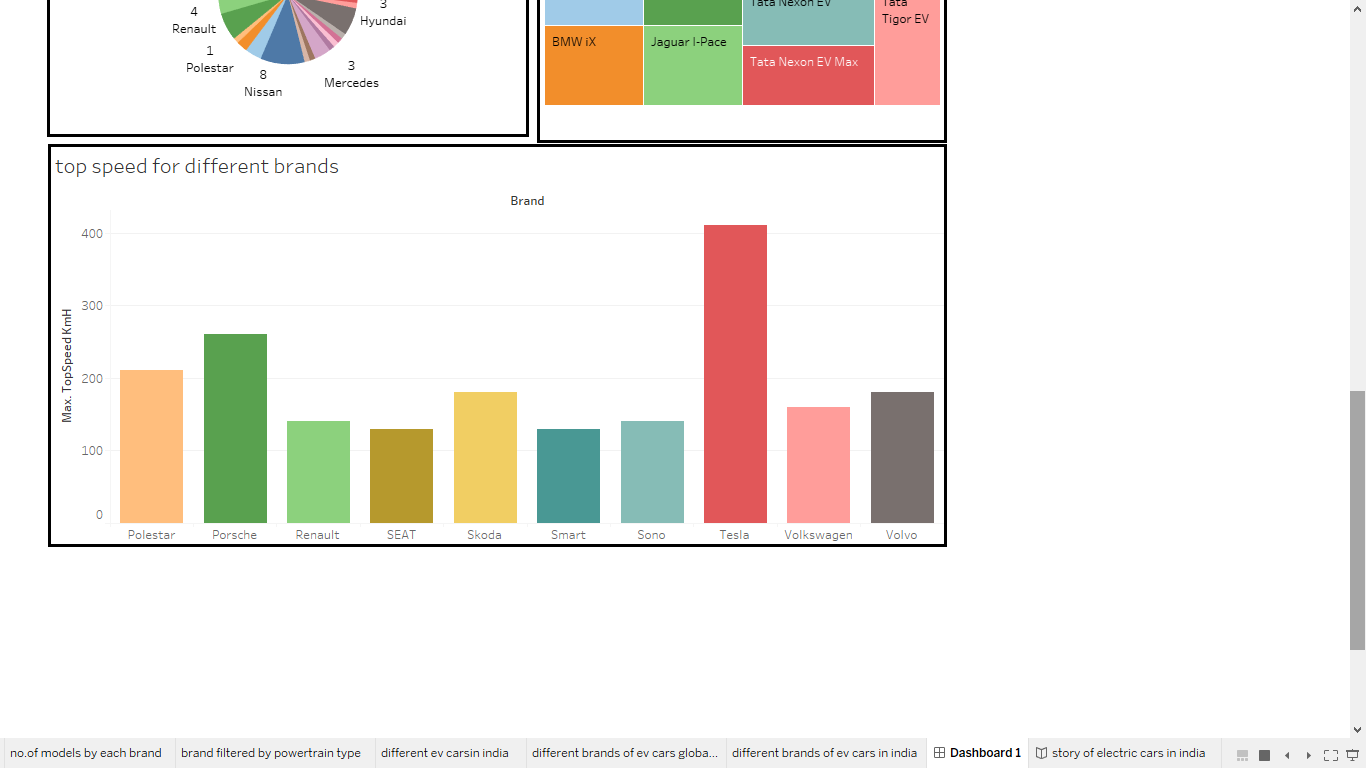 3
Hyundai
4
Renault
1
Polestar
8
Nissan
3
Mercedes
Tata Nexon EV
Tata
Tigor EV
BMW iX
Jaguar I-Pace
Tata Nexon EV Max
top speed for different brands
Brand
Max. TopSpeed KmH
400
300
200
100
0
Polestar
Porsche
Renault
SEAT
Skoda
Smart
Sono
Tesla
Volkswagen
Volvo
no.of models by each brand
brand filtered by powertrain type
different ev carsin india
different brands of ev cars globa...
different brands of ev cars in india
Dashboard 1
story of electric cars in india